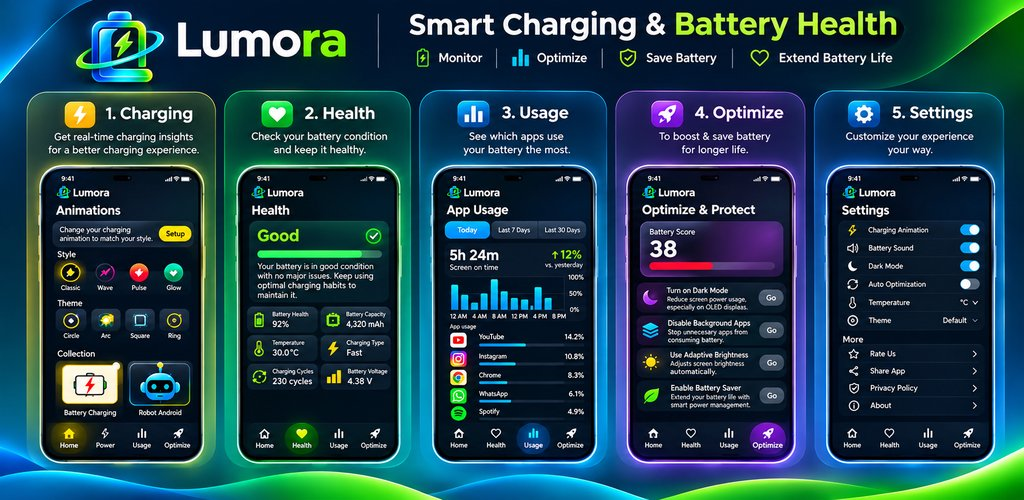 Lumora
Smart Charging & Battery Health
Monitor
Optimize
Save Battery
Extend Battery Life
1. Charging
Get real-time charging insights
for a better charging experience.
9:41
Lumora
Animations
Change your charging
animation to match your style.
Setup
Style
Classic
Wave
Pulse
Glow
Theme
Circle
Arc
Square
Ring
Collection
Battery Charging
Robot Android
Home
Power
Usage
Optimize
2. Health
Check your battery condition
and keep it healthy.
9:41
Lumora
Health
Good
Your battery is in good condition
with no major issues. Keep using
optimal charging habits to
maintain it.
Battery Health
92%
Battery Capacity
4,320 mAh
Temperature
30.0°C
Charging Type
Fast
Charging Cycles
230 cycles
Battery Voltage
4.38 V
Home
Health
Usage
Optimize
3. Usage
See which apps use
your battery the most.
9:41
Lumora
App Usage
Today
Last 7 Days
Last 30 Days
5h 24m
Screen on time
↑ 12%
vs. yesterday
100%
50%
0%
12 AM 4 AM 8 AM 12 PM 4 PM 8 PM
App usage
YouTube
14.2%
Instagram
10.8%
Chrome
8.3%
WhatsApp
6.1%
Spotify
4.9%
Home
Health
Usage
Optimize
4. Optimize
To boost & save battery
for longer life.
9:41
Lumora
Optimize & Protect
Battery Score
38
Turn on Dark Mode
Reduce screen power usage,
especially on OLED displays.
Go
Disable Background Apps
Stop unnecesary apps from
consuming battery.
Go
Use Adaptive Brightness
Adjusts screen brightness
automatically.
Go
Enable Battery Saver
Extend your battery life with
smart power management.
Go
Home
Health
Usage
Optimize
5. Settings
Customize your experience
your way.
9:41
Lumora
Settings
Charging Animation
Battery Sound
Dark Mode
Auto Optimization
Temperature
°C
Theme
Default
More
Rate Us
Share App
Privacy Policy
About
Home
Health
Usage
Optimize